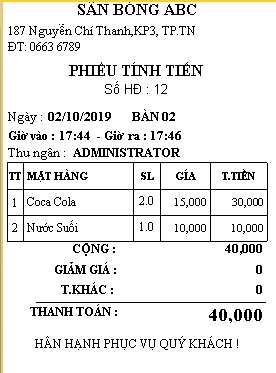 SÂN BÓNG ABC
187 Nguyễn Chí Thanh,KP3, TP.TN
ĐT: 0663 6789
PHIẾU TÍNH TIỀN
Số HĐ : 12
Ngày : 02/10/2019 BÀN 02
Giờ vào : 17:44 - Giờ ra : 17:46
Thu ngân : ADMINISTRATOR
TT MẶT HÀNG SL GÍA T.TIỀN
1 Coca Cola 2.0 15,000 30,000
2 Nước Suối 1.0 10,000 10,000
CỘNG : 40,000
GIẢM GIÁ : 0
T.KHÁC : 0
THANH TOÁN : 40,000
HÂN HẠNH PHỤC VỤ QUÝ KHÁCH !